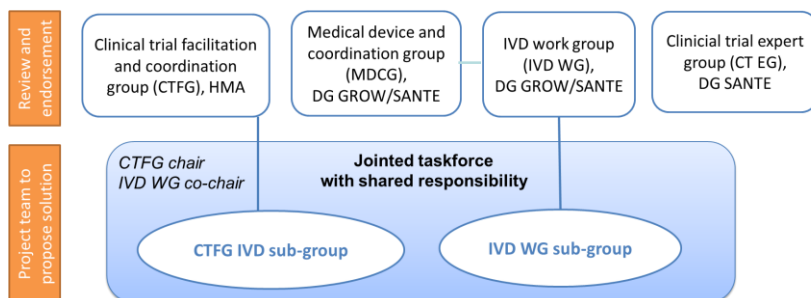 Review and
endorsement
Clinical trial facilitation
and coordination
group (CTFG), HMA
Medical device and
coordination group
(MDCG),
DG GROW/SANTE
IVD work group
(IVD WG),
DG GROW/SANTE
Clinicial trial expert
group (CT EG),
DG SANTE
Project team to
propose solution
CTFG chair
IVD WG co-chair
Jointed taskforce
with shared responsibility
CTFG IVD sub-group
IVD WG sub-group